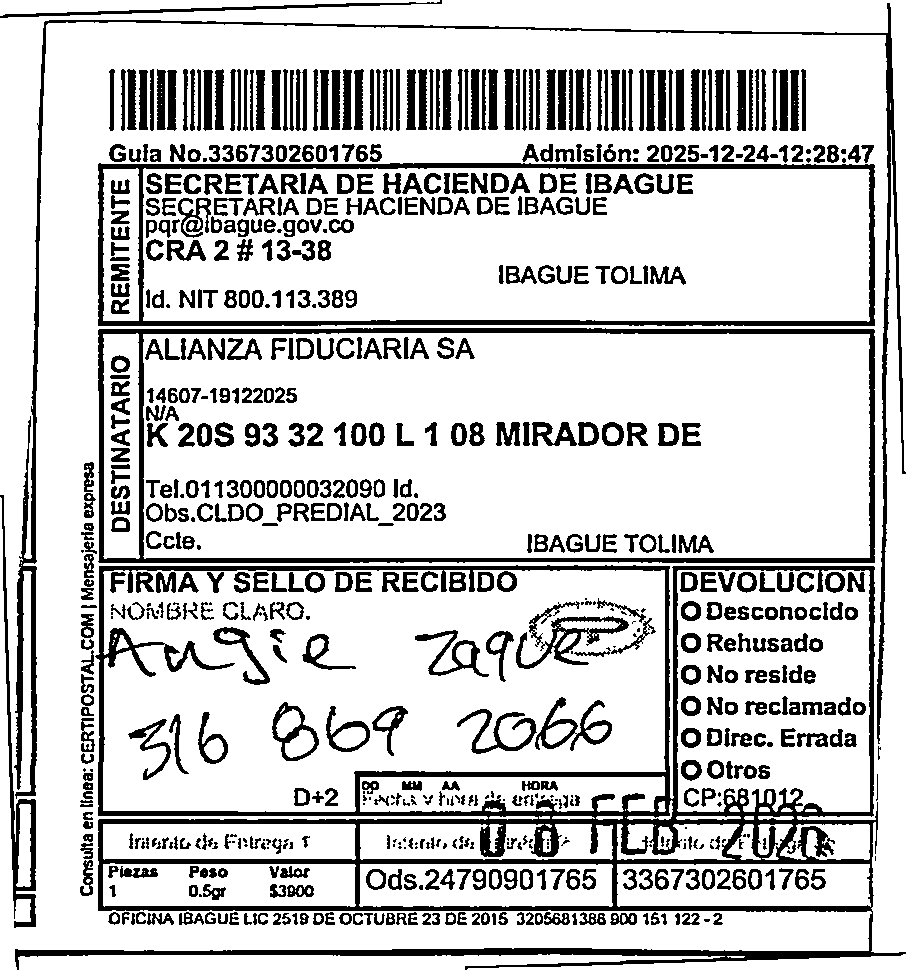 Guia No.3367302601765 Admisión: 2025-12-24-12:28:47
REMITENTE
SECRETARIA DE HACIENDA DE IBAGUE
SECRETARIA DE HACIENDA DE IBAGUE
pqr@ibague.gov.co
CRA 2 # 13-38
IBAGUE TOLIMA
Id. NIT 800.113.389
DESTINATARIO
ALIANZA FIDUCIARIA SA
14607-19122025
N/A
K 20S 93 32 100 L 1 08 MIRADOR DE
Tel.011300000032090 Id.
Obs.CLDO_PREDIAL_2023
Ccte.
IBAGUE TOLIMA
Consulta en linea: CERTIPOSTAL.COM | Mensajeria expresa
FIRMA Y SELLO DE RECIBIDO
NOMBRE CLARO.
Angie Zaque
316 869 2066
DEVOLUCION
Desconocido
Rehusado
No reside
No reclamado
Direc. Errada
Otros
CP:681012
D+2
DD MM AA HORA
Fecha y hora de entrega
FEB 2026
Intento de Entrega 1
Intento de
Piezas Peso Valor
1 0.5gr $3900
Ods.24790901765 3367302601765
OFICINA IBAGUE LIC 2519 DE OCTUBRE 23 DE 2015 3205681386 900 151 122 - 2